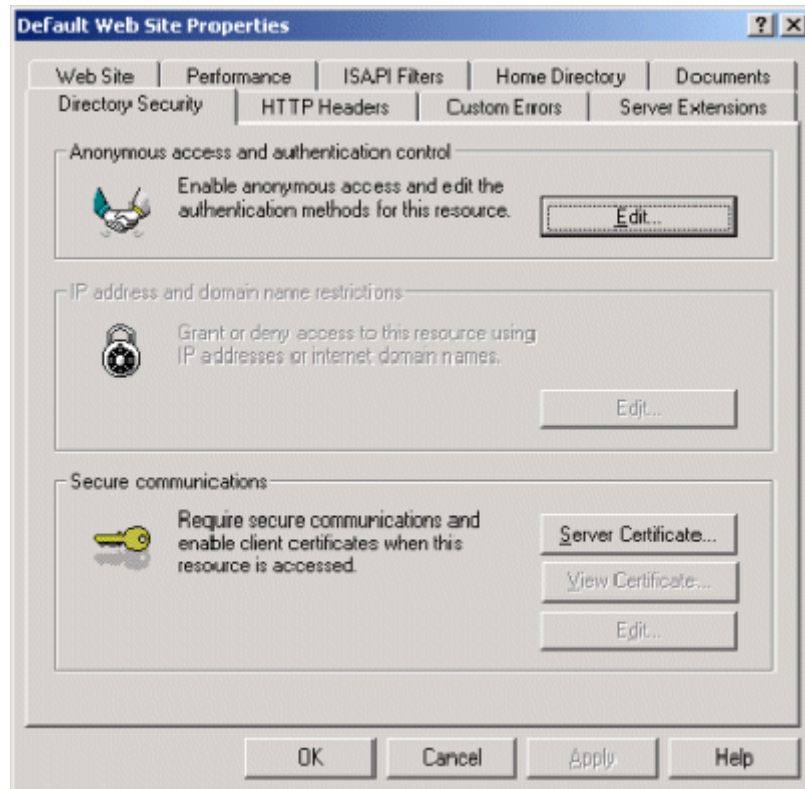 Default Web Site Properties
Web Site Performance ISAPI Filters Home Directory Documents
Directory Security HTTP Headers Custom Errors Server Extensions
Anonymous access and authentication control
Enable anonymous access and edit the
authentication methods for this resource.
Edit...
IP address and domain name restrictions
Grant or deny access to this resource using
IP addresses or internet domain names.
Edit...
Secure communications
Require secure communications and
enable client certificates when this
resource is accessed.
Server Certificate...
View Certificate...
Edit...
OK Cancel Apply Help